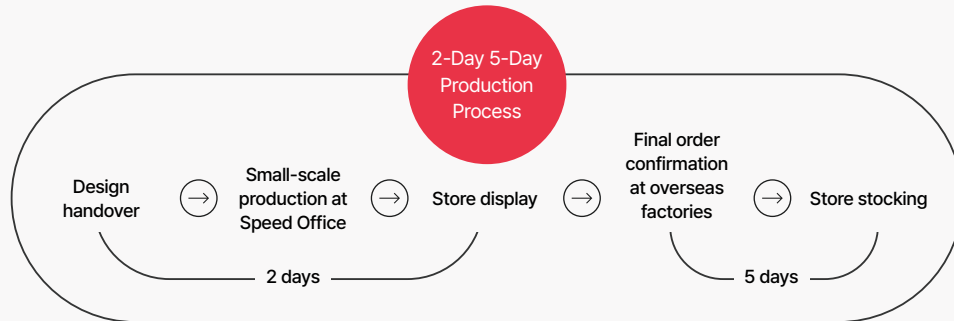 2-Day 5-Day
Production
Process
Design
handover
Small-scale
production at
Speed Office
Store display
Final order
confirmation
at overseas
factories
Store stocking
2 days
5 days